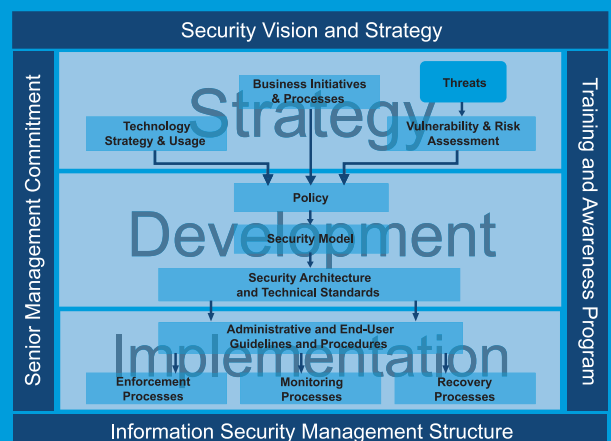 Security Vision and Strategy
Senior Management Commitment
Training and Awareness Program
Strategy
Business Initiatives
& Processes
Threats
Technology
Strategy & Usage
Vulnerability & Risk
Assessment
Development
Policy
Security Model
Security Architecture
and Technical Standards
Implementation
Administrative and End-User
Guidelines and Procedures
Enforcement
Processes
Monitoring
Processes
Recovery
Processes
Information Security Management Structure